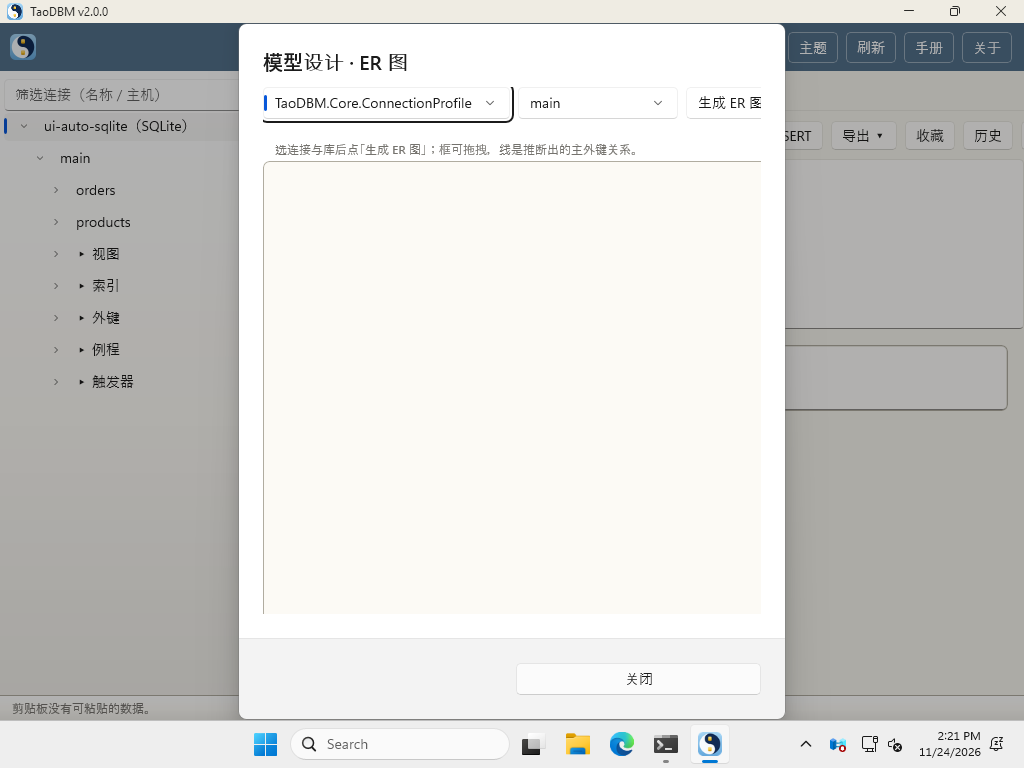 TaoDBM v2.0.0
主题
刷新
手册
关于
筛选连接（名称 / 主机）
ui-auto-sqlite（SQLite）
main
orders
products
视图
索引
外键
例程
触发器
SERT
导出
收藏
历史
模型设计 · ER 图
TaoDBM.Core.ConnectionProfile
main
生成 ER 图
选连接与库后点「生成 ER 图」；框可拖拽，线是推断出的主外键关系。
关闭
剪贴板没有可粘贴的数据。
Search
2:21 PM
11/24/2026